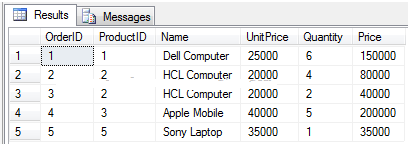 Results Messages
OrderID ProductID Name UnitPrice Quantity Price
1 1 1 Dell Computer 25000 6 150000
2 2 2 HCL Computer 20000 4 80000
3 3 2 HCL Computer 20000 2 40000
4 4 3 Apple Mobile 40000 5 200000
5 5 5 Sony Laptop 35000 1 35000